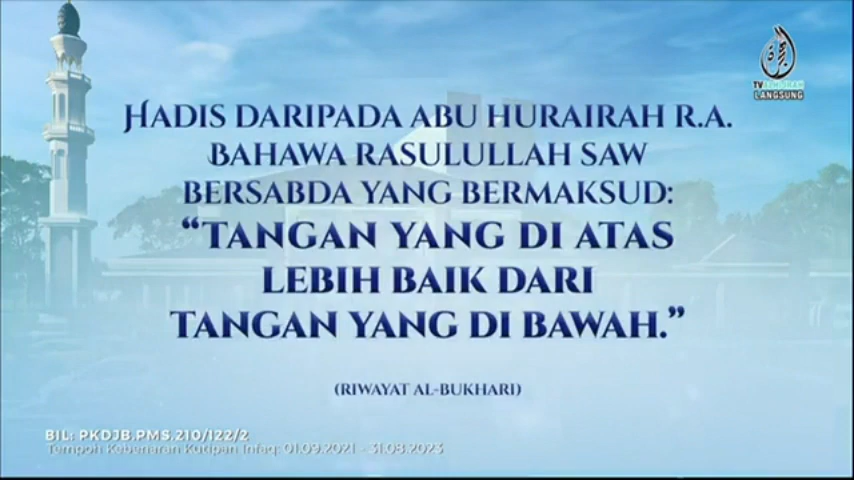 TV ALHIJRAH
LANGSUNG
HADIS DARIPADA ABU HURAIRAH R.A.
BAHAWA RASULULLAH SAW
BERSABDA YANG BERMAKSUD:
“TANGAN YANG DI ATAS
LEBIH BAIK DARI
TANGAN YANG DI BAWAH.”
(RIWAYAT AL-BUKHARI)
BIL: PKDJB.PMS.210/122/2
Tempoh Kebenaran Kutipan Infaq: 01.09.2021 - 31.08.2023